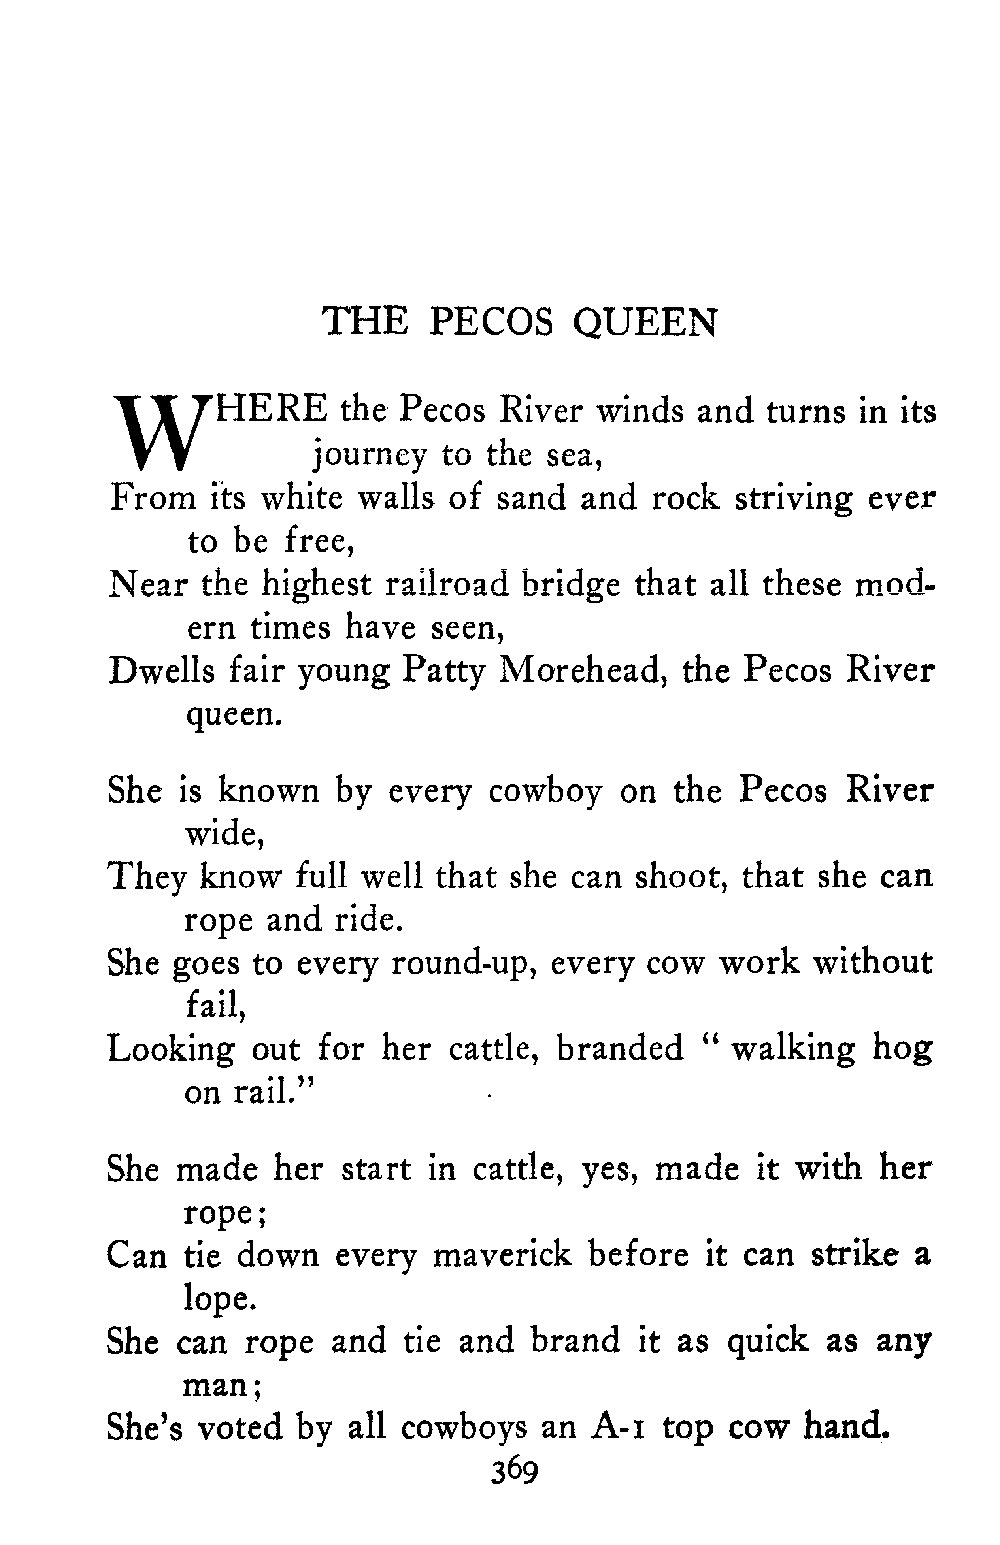 THE PECOS QUEEN
WHERE the Pecos River winds and turns in its
journey to the sea,
From its white walls of sand and rock striving ever
to be free,
Near the highest railroad bridge that all these mod-
ern times have seen,
Dwells fair young Patty Morehead, the Pecos River
queen.
She is known by every cowboy on the Pecos River
wide,
They know full well that she can shoot, that she can
rope and ride.
She goes to every round-up, every cow work without
fail,
Looking out for her cattle, branded " walking hog
on rail."
She made her start in cattle, yes, made it with her
rope;
Can tie down every maverick before it can strike a
lope.
She can rope and tie and brand it as quick as any
man;
She's voted by all cowboys an A-1 top cow hand.
369